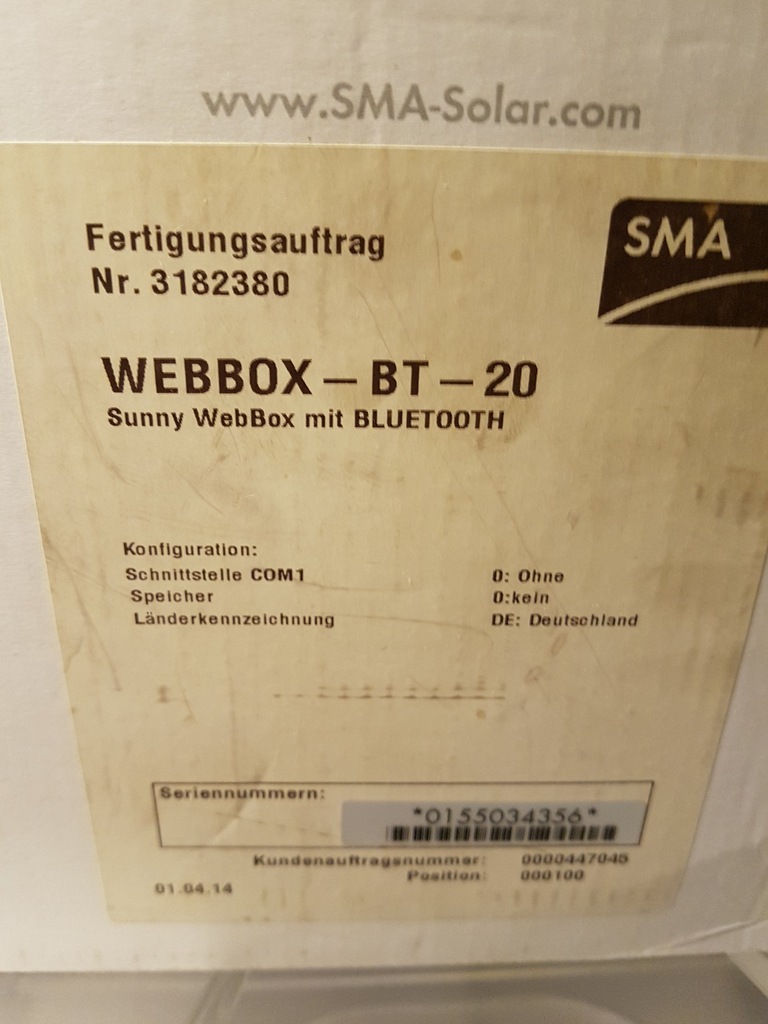 www.SMA-Solar.com
SMA
Fertigungsauftrag
Nr. 3182380
WEBBOX – BT – 20
Sunny WebBox mit BLUETOOTH
Konfiguration:
Schnittstelle COM1 0: Ohne
Speicher 0:kein
Länderkennzeichnung DE: Deutschland
Seriennummern:
*0155034356*
Kundenauftragsnummer: 0000447045
Position: 000100
01.04.14